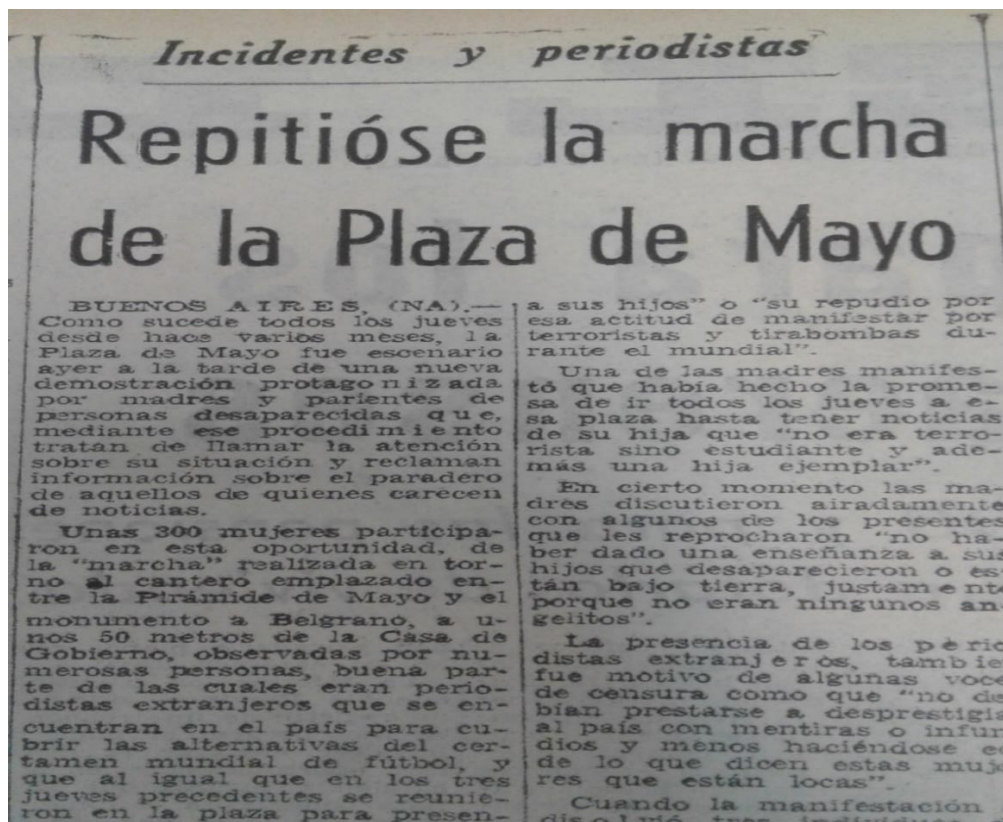 Incidentes y periodistas
Repitióse la marcha
de la Plaza de Mayo
BUENOS AIRES, (NA).—
Como sucede todos los jueves
desde hace varios meses, la
Plaza de Mayo fue escenario
ayer a la tarde de una nueva
demostración protagonizada
por madres y parientes de
personas desaparecidas que,
mediante ese procedimiento
tratan de llamar la atención
sobre su situación y reclaman
información sobre el paradero
de aquellos de quienes carecen
de noticias.
Unas 300 mujeres participa-
ron en esta oportunidad, de
la "marcha" realizada en tor-
no al cantero emplazado en-
tre la Pirámide de Mayo y el
monumento a Belgrano, a u-
nos 50 metros de la Casa de
Gobierno, observadas por nu-
merosas personas, buena par-
te de las cuales eran perio-
distas extranjeros que se en-
cuentran en el país para cu-
brir las alternativas del cer-
tamen mundial de fútbol, y
que al igual que en los tres
jueves precedentes se reunie-
ron en la plaza para presen-
a sus hijos" o "su repudio por
esa actitud de manifestar por
terroristas y tirabombas du-
rante el mundial".
Una de las madres manifes-
tó que había hecho la prome-
sa de ir todos los jueves a e-
sa plaza hasta tener noticias
de su hija que "no era terro-
rista sino estudiante y ade-
más una hija ejemplar".
En cierto momento las ma-
dres discutieron airadamente
con algunos de los presentes
que les reprocharon "no ha-
ber dado una enseñanza a sus
hijos que desaparecieron o es-
tán bajo tierra, justament
porque no eran ningunos an
gelitos".
La presencia de los perio
distas extranjeros, tambié
fue motivo de algunas voce
de censura como que "no de
bían prestarse a desprestigi
al país con mentiras o infun
dios y menos haciéndose e
de lo que dicen estas muje
res que están locas".
Cuando la manifestación
tres